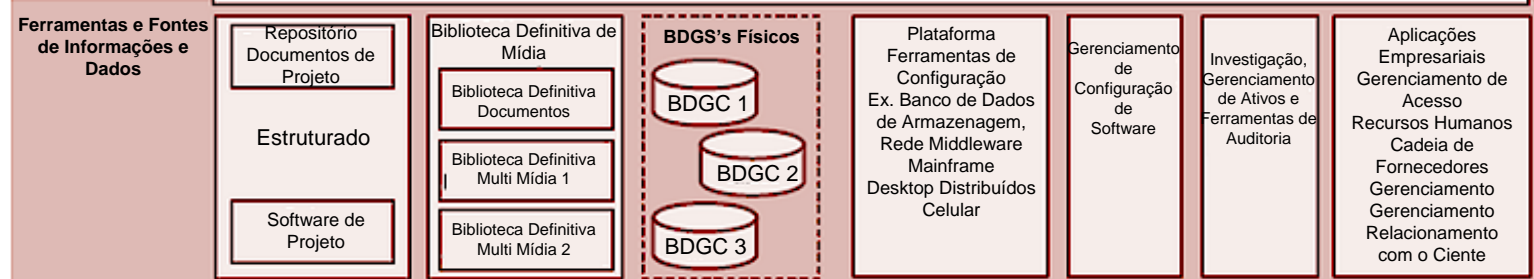 Ferramentas e Fontes
de Informações e
Dados
Repositório
Documentos de
Projeto
Estruturado
Software de
Projeto
Biblioteca Definitiva de
Mídia
Biblioteca Definitiva
Documentos
Biblioteca Definitiva
Multi Mídia 1
Biblioteca Definitiva
Multi Mídia 2
BDGS's Físicos
BDGC 1
BDGC 2
BDGC 3
Plataforma
Ferramentas de
Configuração
Ex. Banco de Dados
de Armazenagem,
Rede Middleware
Mainframe
Desktop Distribuídos
Celular
Gerenciamento
de
Configuração
de
Software
Investigação,
Gerenciamento
de Ativos e
Ferramentas de
Auditoria
Aplicações
Empresariais
Gerenciamento de
Acesso
Recursos Humanos
Cadeia de
Fornecedores
Gerenciamento
Gerenciamento
Relacionamento
com o Ciente